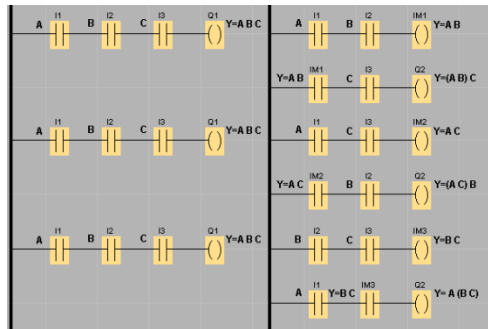 I1 I2 I3 Q1
A B C Y=A B C
I1 I2 I3 Q1
A B C Y=A B C
I1 I2 I3 Q1
A B C Y=A B C
I1 I2 IM1
A B Y=A B
IM1 I3 Q2
Y=A B C Y=(A B) C
I1 I3 IM2
A C Y=A C
IM2 I2 Q2
Y=A C B Y=(A C) B
I2 I3 IM3
B C Y=B C
I1 IM3 Q2
A Y=B C Y= A (B C)